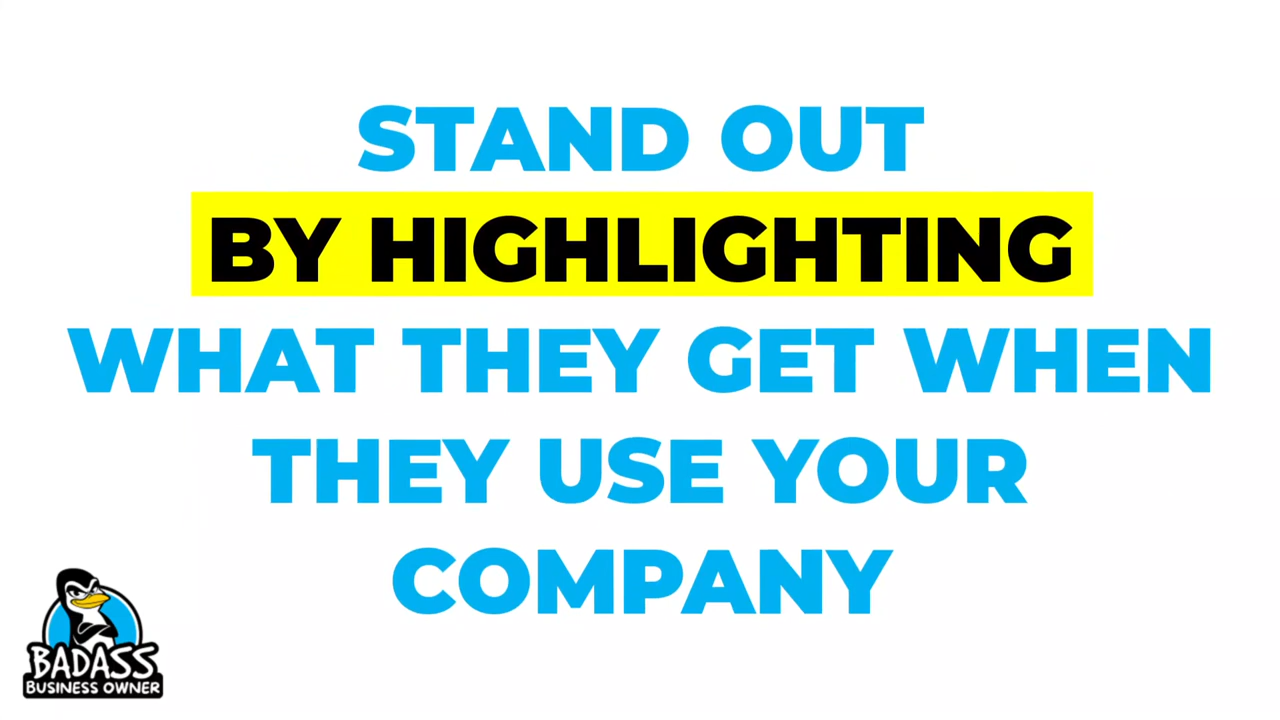 STAND OUT
BY HIGHLIGHTING
WHAT THEY GET WHEN
THEY USE YOUR
COMPANY
BADASS
BUSINESS OWNER